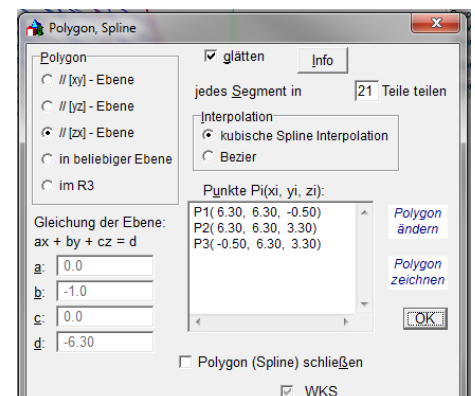 Polygon, Spline
Polygon
// [xy] - Ebene
// [yz] - Ebene
// [zx] - Ebene
in beliebiger Ebene
im R3
Gleichung der Ebene:
ax + by + cz = d
a: 0.0
b: -1.0
c: 0.0
d: -6.30
glätten
Info
jedes Segment in 21 Teile teilen
Interpolation
kubische Spline Interpolation
Bezier
Punkte Pi(xi, yi, zi):
P1( 6.30, 6.30, -0.50)
P2( 6.30, 6.30, 3.30)
P3( -0.50, 6.30, 3.30)
Polygon
ändern
Polygon
zeichnen
OK
Polygon (Spline) schließen
WKS